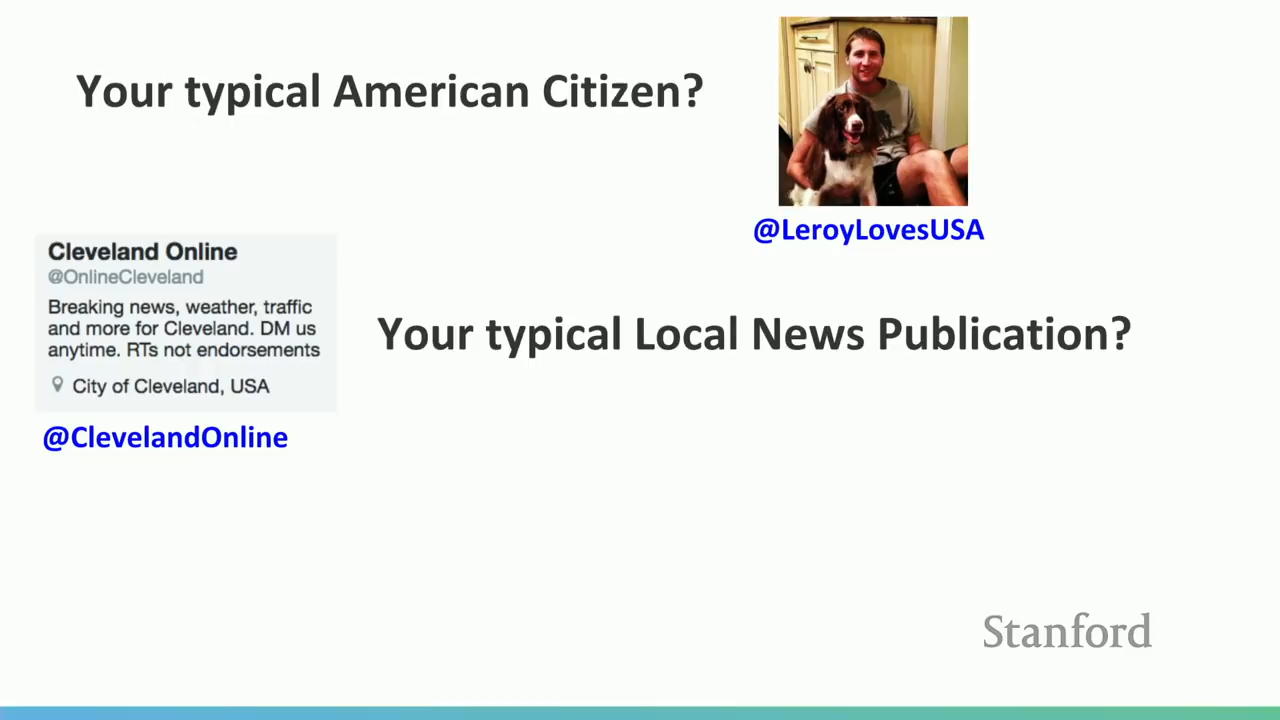 Your typical American Citizen?
@LeroyLovesUSA
Cleveland Online
@OnlineCleveland
Breaking news, weather, traffic
and more for Cleveland. DM us
anytime. RTs not endorsements
City of Cleveland, USA
@ClevelandOnline
Your typical Local News Publication?
Stanford